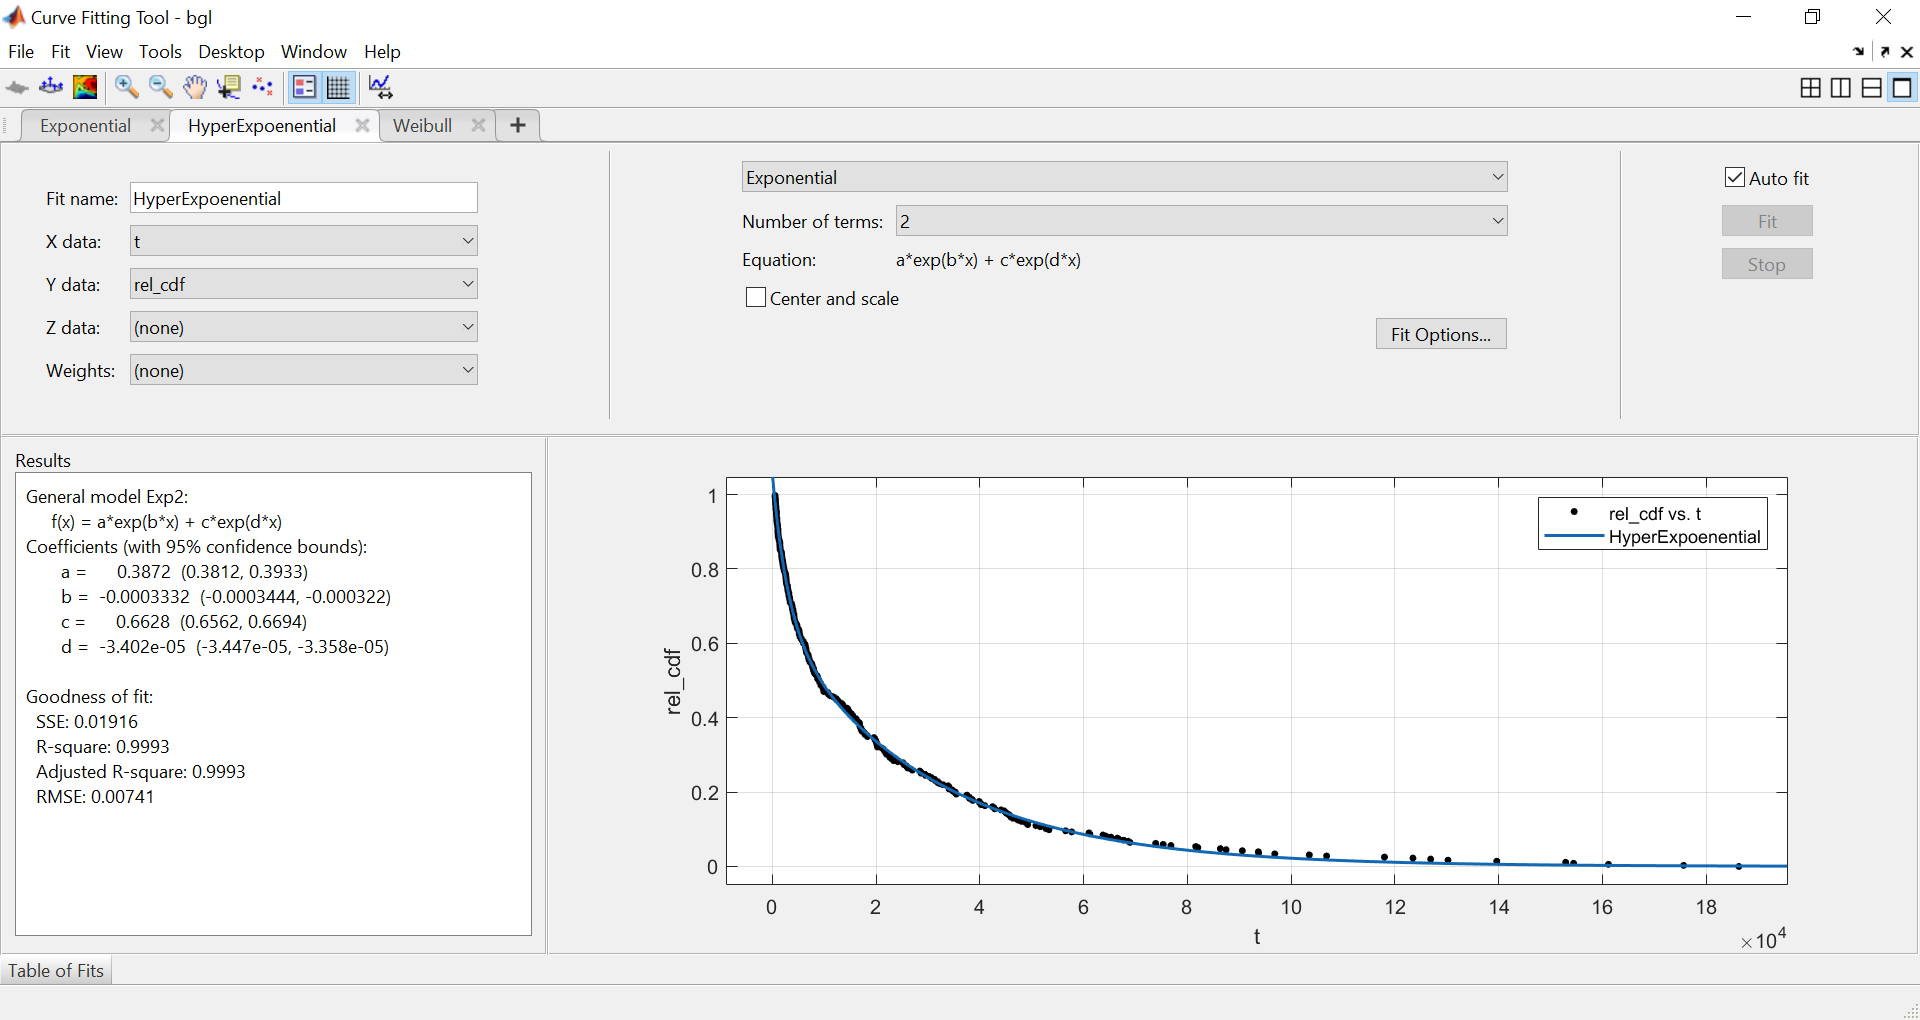 Curve Fitting Tool - bgl
File Fit View Tools Desktop Window Help
Exponential HyperExpoenential Weibull
Fit name: HyperExpoenential
X data: t
Y data: rel_cdf
Z data: (none)
Weights: (none)
Exponential
Number of terms: 2
Equation: a*exp(b*x) + c*exp(d*x)
Center and scale
Fit Options...
Auto fit
Fit
Stop
Results
General model Exp2:
f(x) = a*exp(b*x) + c*exp(d*x)
Coefficients (with 95% confidence bounds):
a = 0.3872 (0.3812, 0.3933)
b = -0.0003332 (-0.0003444, -0.000322)
c = 0.6628 (0.6562, 0.6694)
d = -3.402e-05 (-3.447e-05, -3.358e-05)
Goodness of fit:
SSE: 0.01916
R-square: 0.9993
Adjusted R-square: 0.9993
RMSE: 0.00741
rel_cdf vs. t
HyperExpoenential
1
0.8
0.6
0.4
0.2
0
rel_cdf
0 2 4 6 8 10 12 14 16 18
t
×10^4
Table of Fits